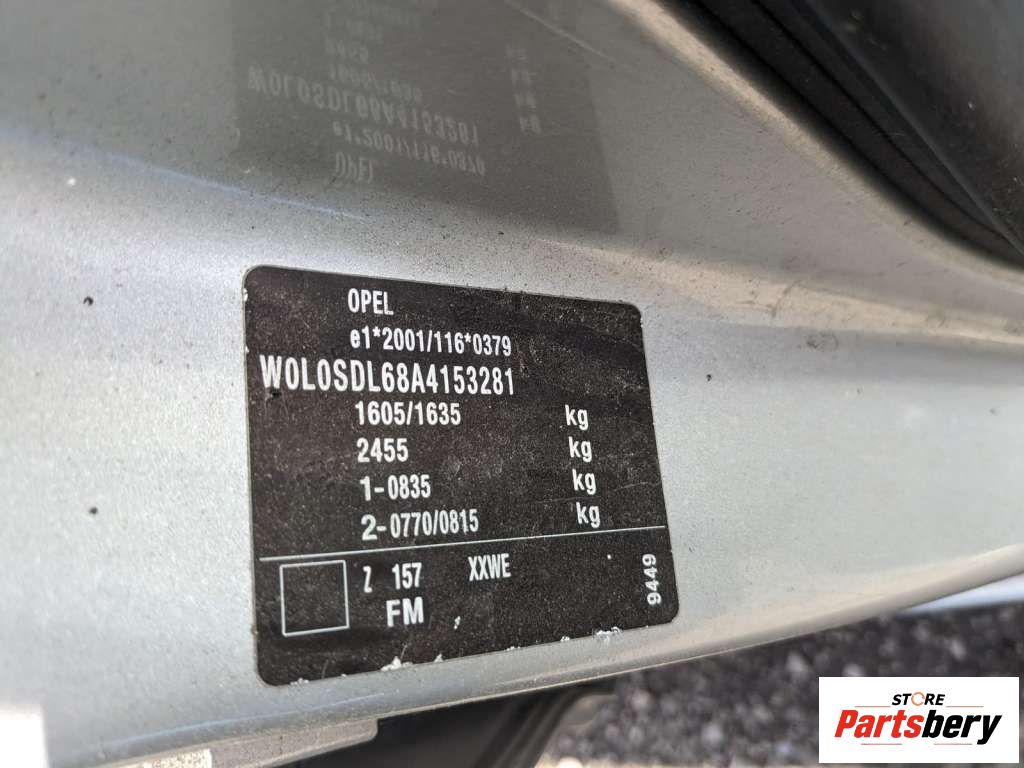 OPEL
e1*2001/116*0379
W0L0SDL68A4153281
1605/1635 kg
2455 kg
1-0835 kg
2-0770/0815 kg
Z 157 XXWE
FM
9449
STORE
Partsbery